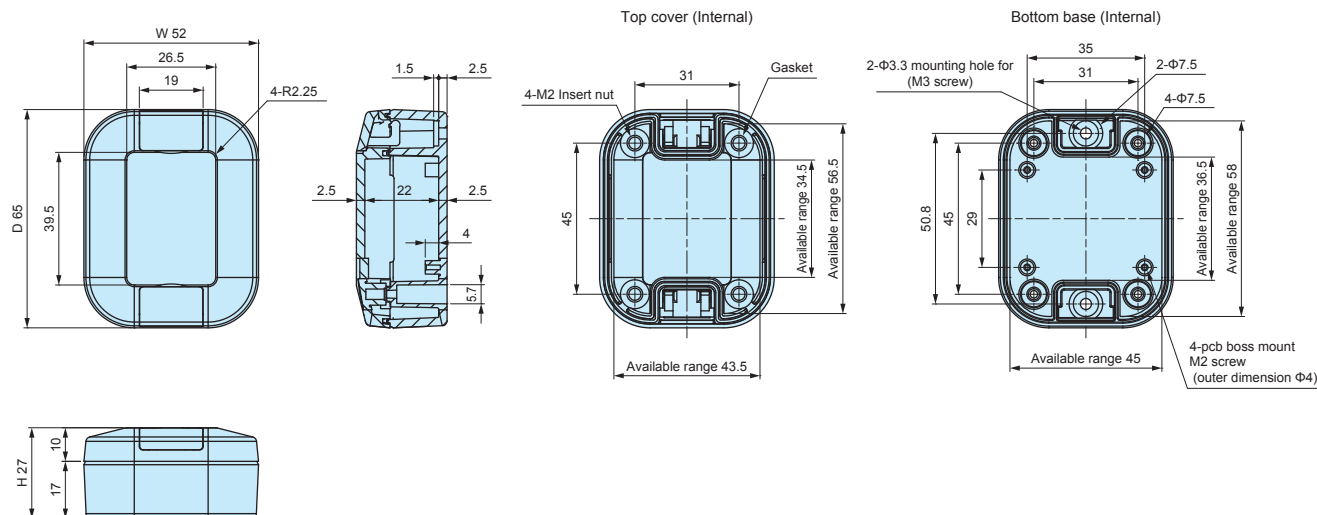 W 52
26.5
19
4-R2.25
D 65
39.5
1.5
2.5
2.5
22
2.5
4
5.7
Top cover (Internal)
31
Gasket
4-M2 Insert nut
45
Available range 34.5
Available range 56.5
Available range 43.5
Bottom base (Internal)
35
31
2-Φ3.3 mounting hole for
(M3 screw)
2-Φ7.5
4-Φ7.5
50.8
45
29
Available range 36.5
Available range 58
Available range 45
4-pcb boss mount
M2 screw
(outer dimension Φ4)
H 27
10
17